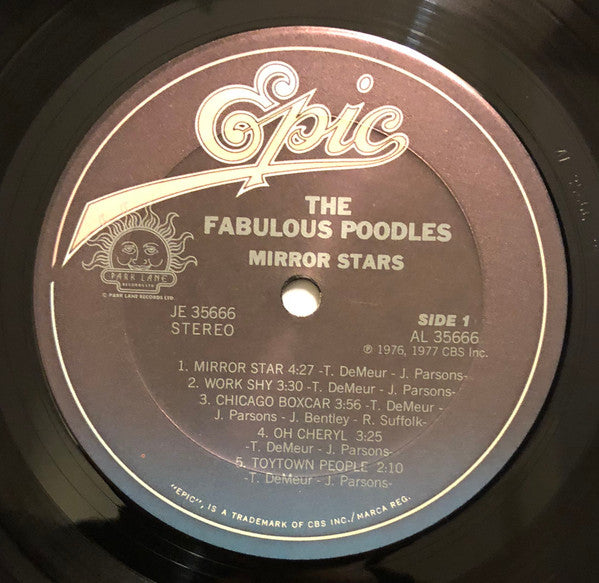 Epic
THE
FABULOUS POODLES
MIRROR STARS
PARK LANE
RECORDS LTD
© PARK LANE RECORDS LTD.
JE 35666
STEREO
SIDE 1
AL 35666
℗ 1976, 1977 CBS Inc.
1. MIRROR STAR 4:27 -T. DeMeur - J. Parsons-
2. WORK SHY 3:30 -T. DeMeur - J. Parsons-
3. CHICAGO BOXCAR 3:56 -T. DeMeur -
J. Parsons - J. Bentley - R. Suffolk-
4. OH CHERYL 3:25
-T. DeMeur - J. Parsons-
5. TOYTOWN PEOPLE 2:10
-T. DeMeur - J. Parsons-
"EPIC", IS A TRADEMARK OF CBS INC./MARCA REG.